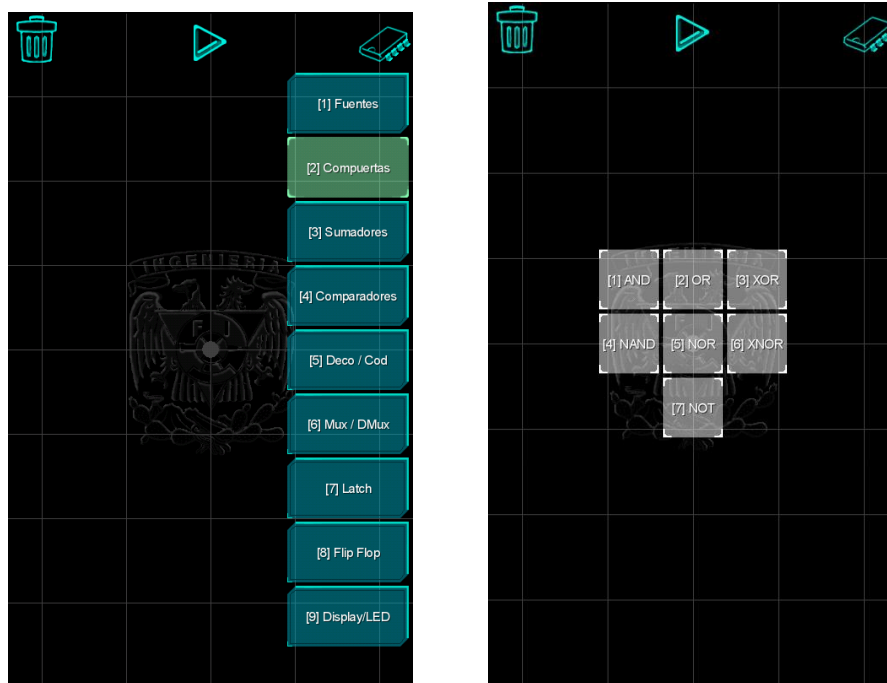 [1] Fuentes
[2] Compuertas
[3] Sumadores
[4] Comparadores
[5] Deco / Cod
[6] Mux / DMux
[7] Latch
[8] Flip Flop
[9] Display/LED
INGENIERIA
F I
[1] AND
[2] OR
[3] XOR
[4] NAND
[5] NOR
[6] XNOR
[7] NOT